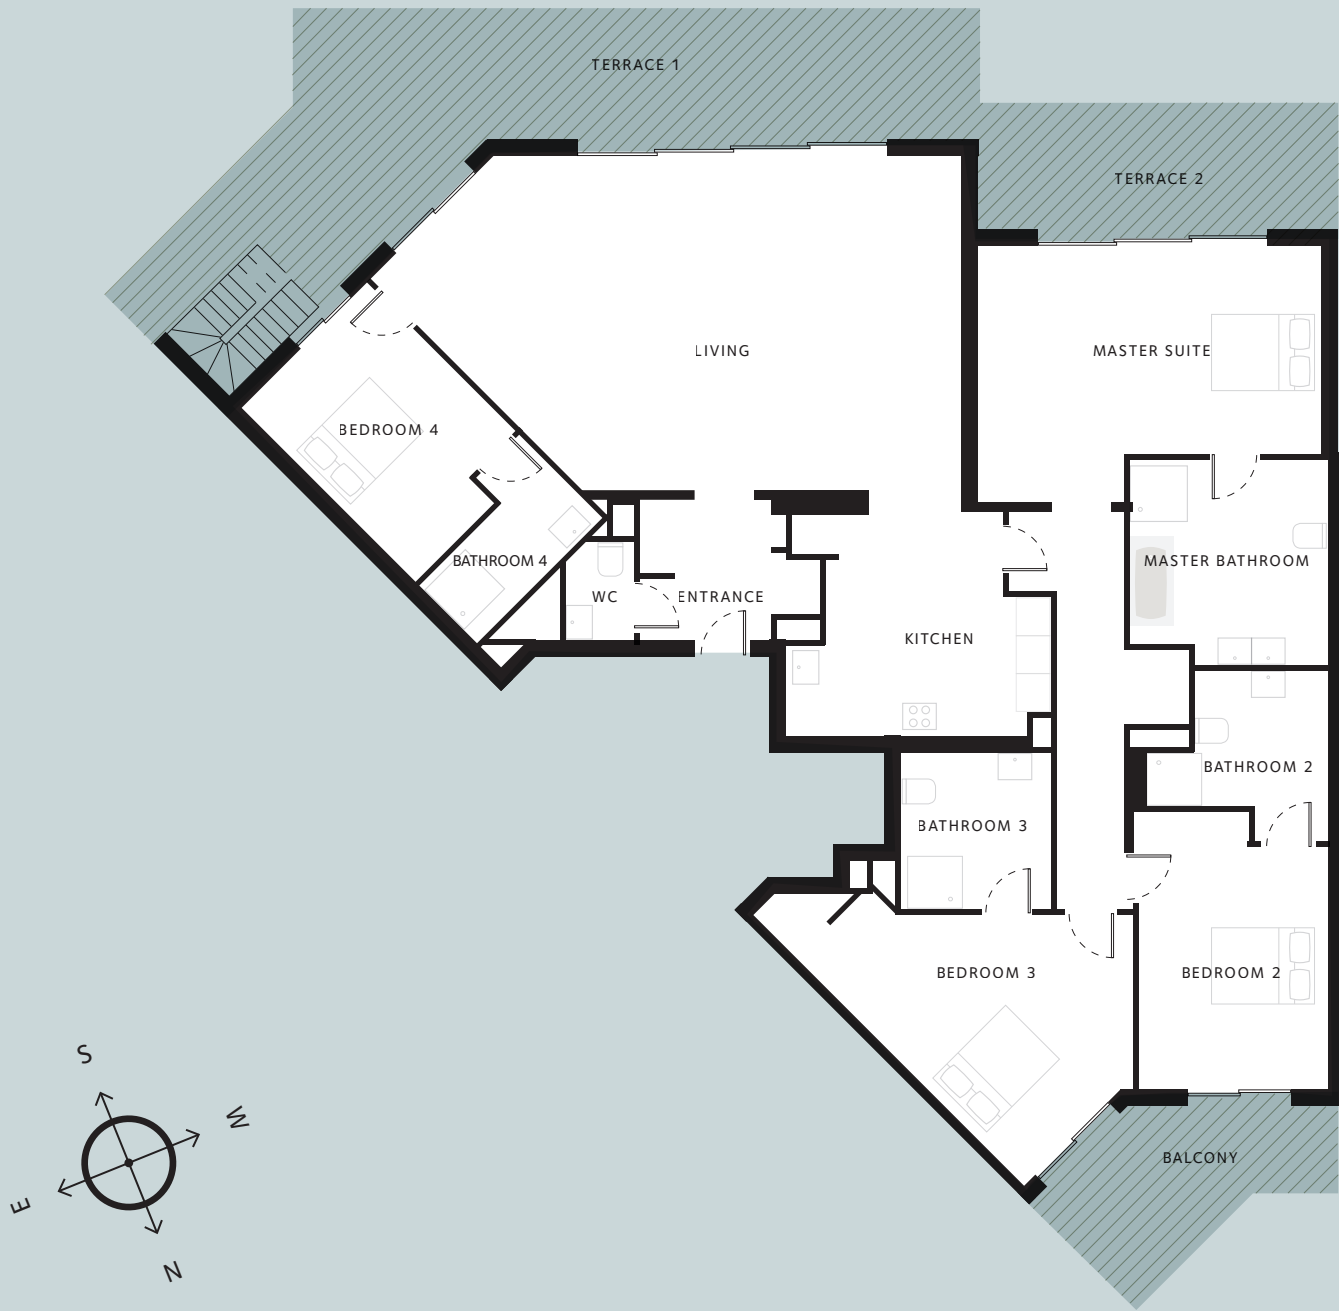 TERRACE 1
TERRACE 2
LIVING
MASTER SUITE
BEDROOM 4
BATHROOM 4
MASTER BATHROOM
WC
ENTRANCE
KITCHEN
BATHROOM 2
BATHROOM 3
BEDROOM 3
BEDROOM 2
BALCONY
S
W
E
N